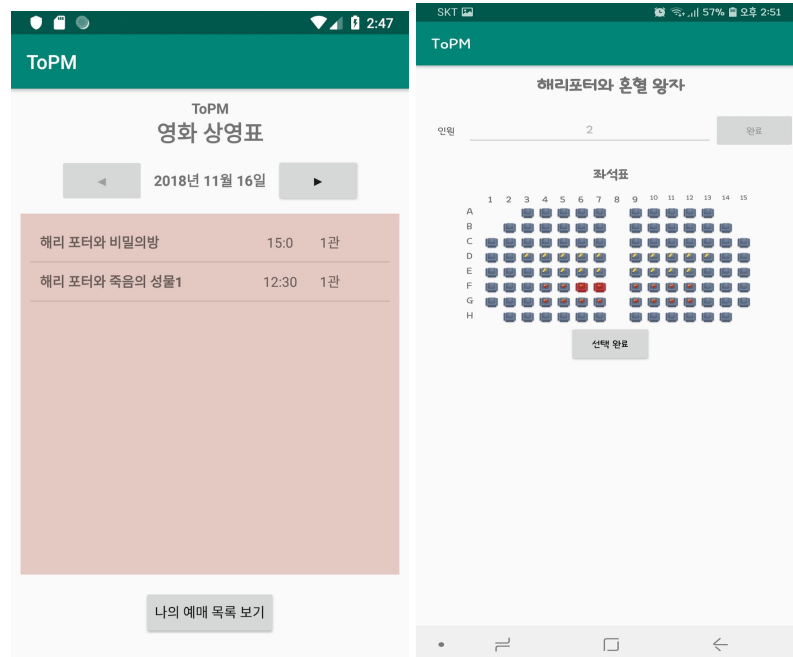 2:47
ToPM
ToPM
영화 상영표
◀ 2018년 11월 16일 ▶
해리 포터와 비밀의방 15:0 1관
해리 포터와 죽음의 성물1 12:30 1관
나의 예매 목록 보기
SKT 57% 오후 2:51
ToPM
해리포터와 혼혈 왕자
인원 2 완료
좌석표
1 2 3 4 5 6 7 8 9 10 11 12 13 14 15
A
B
C
D
E
F
G
H
선택 완료